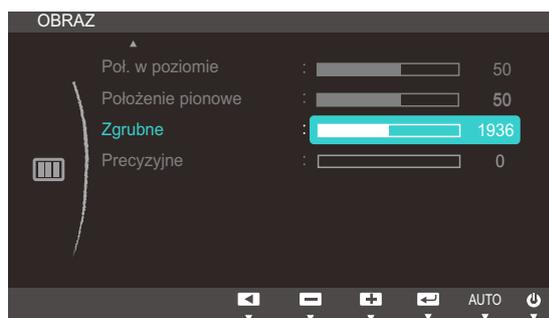 OBRAZ
Poł. w poziomie : 50
Położenie pionowe : 50
Zgrubne : 1936
Precyzyjne : 0
AUTO